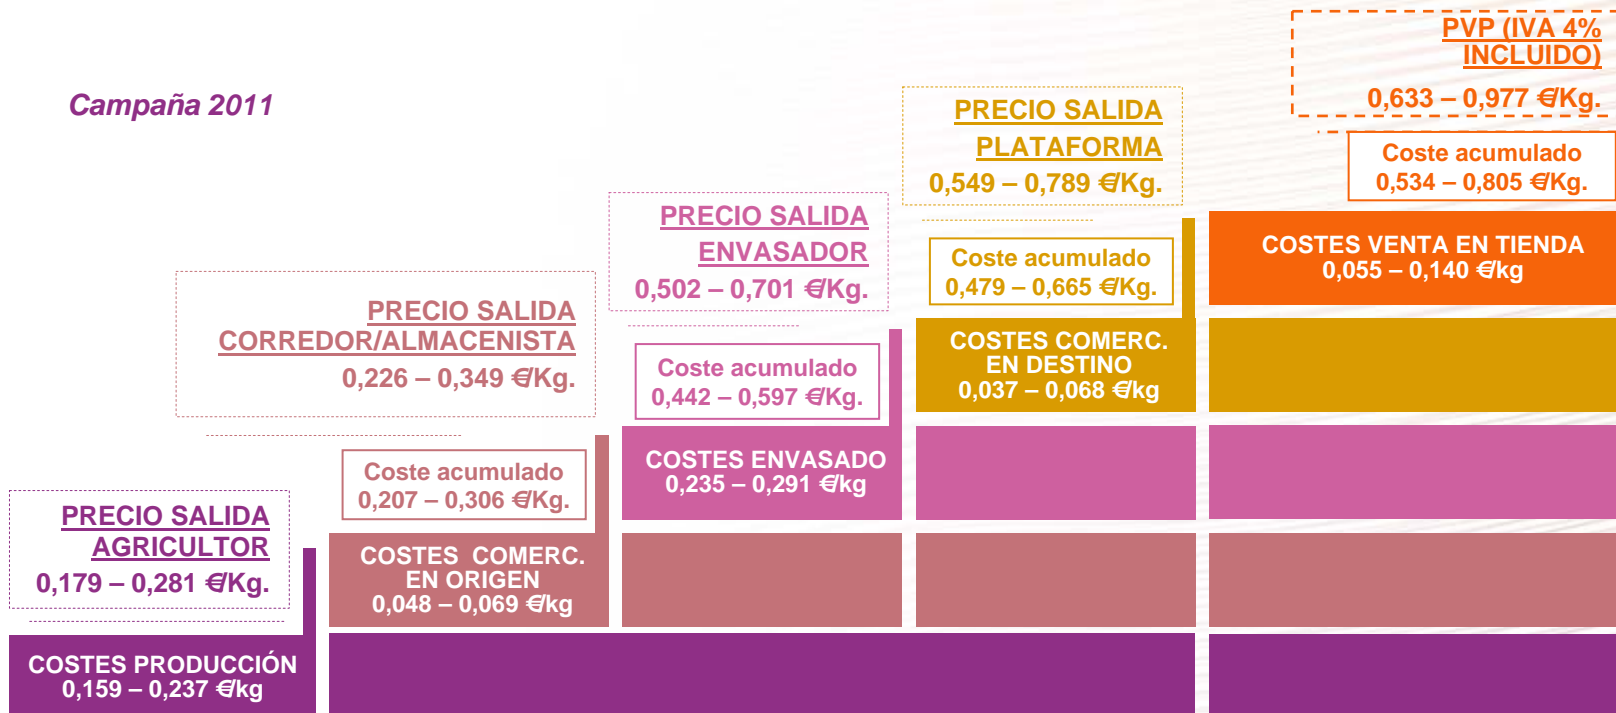 Campaña 2011
PRECIO SALIDA
AGRICULTOR
0,179 – 0,281 €/Kg.
COSTES PRODUCCIÓN
0,159 – 0,237 €/kg
PRECIO SALIDA
CORREDOR/ALMACENISTA
0,226 – 0,349 €/Kg.
Coste acumulado
0,207 – 0,306 €/Kg.
COSTES COMERC.
EN ORIGEN
0,048 – 0,069 €/kg
PRECIO SALIDA
ENVASADOR
0,502 – 0,701 €/Kg.
Coste acumulado
0,442 – 0,597 €/Kg.
COSTES ENVASADO
0,235 – 0,291 €/kg
PRECIO SALIDA
PLATAFORMA
0,549 – 0,789 €/Kg.
Coste acumulado
0,479 – 0,665 €/Kg.
COSTES COMERC.
EN DESTINO
0,037 – 0,068 €/kg
PVP (IVA 4%
INCLUIDO)
0,633 – 0,977 €/Kg.
Coste acumulado
0,534 – 0,805 €/Kg.
COSTES VENTA EN TIENDA
0,055 – 0,140 €/kg